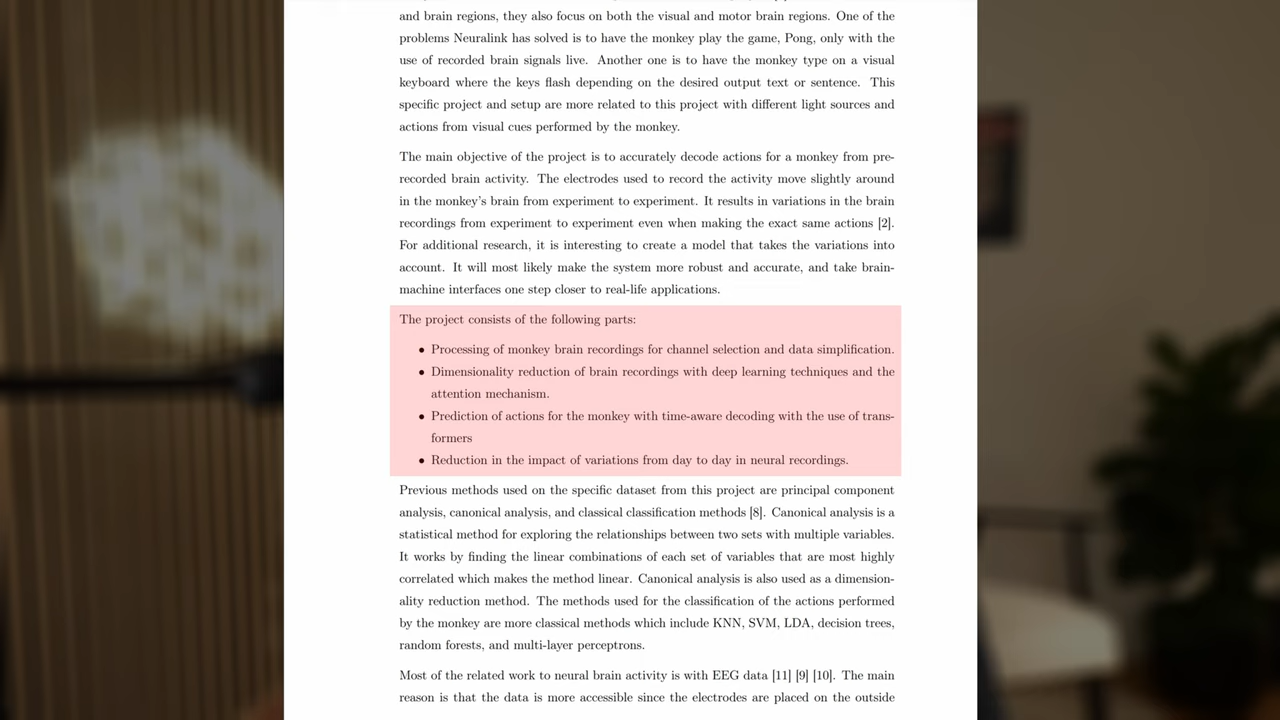 and brain regions, they also focus on both the visual and motor brain regions. One of the
problems Neuralink has solved is to have the monkey play the game, Pong, only with the
use of recorded brain signals live. Another one is to have the monkey type on a visual
keyboard where the keys flash depending on the desired output text or sentence. This
specific project and setup are more related to this project with different light sources and
actions from visual cues performed by the monkey.
The main objective of the project is to accurately decode actions for a monkey from pre-
recorded brain activity. The electrodes used to record the activity move slightly around
in the monkey's brain from experiment to experiment. It results in variations in the brain
recordings from experiment to experiment even when making the exact same actions [2].
For additional research, it is interesting to create a model that takes the variations into
account. It will most likely make the system more robust and accurate, and take brain-
machine interfaces one step closer to real-life applications.
The project consists of the following parts:
• Processing of monkey brain recordings for channel selection and data simplification.
• Dimensionality reduction of brain recordings with deep learning techniques and the
attention mechanism.
• Prediction of actions for the monkey with time-aware decoding with the use of trans-
formers
• Reduction in the impact of variations from day to day in neural recordings.
Previous methods used on the specific dataset from this project are principal component
analysis, canonical analysis, and classical classification methods [8]. Canonical analysis is a
statistical method for exploring the relationships between two sets with multiple variables.
It works by finding the linear combinations of each set of variables that are most highly
correlated which makes the method linear. Canonical analysis is also used as a dimension-
ality reduction method. The methods used for the classification of the actions performed
by the monkey are more classical methods which include KNN, SVM, LDA, decision trees,
random forests, and multi-layer perceptrons.
Most of the related work to neural brain activity is with EEG data [11] [9] [10]. The main
reason is that the data is more accessible since the electrodes are placed on the outside